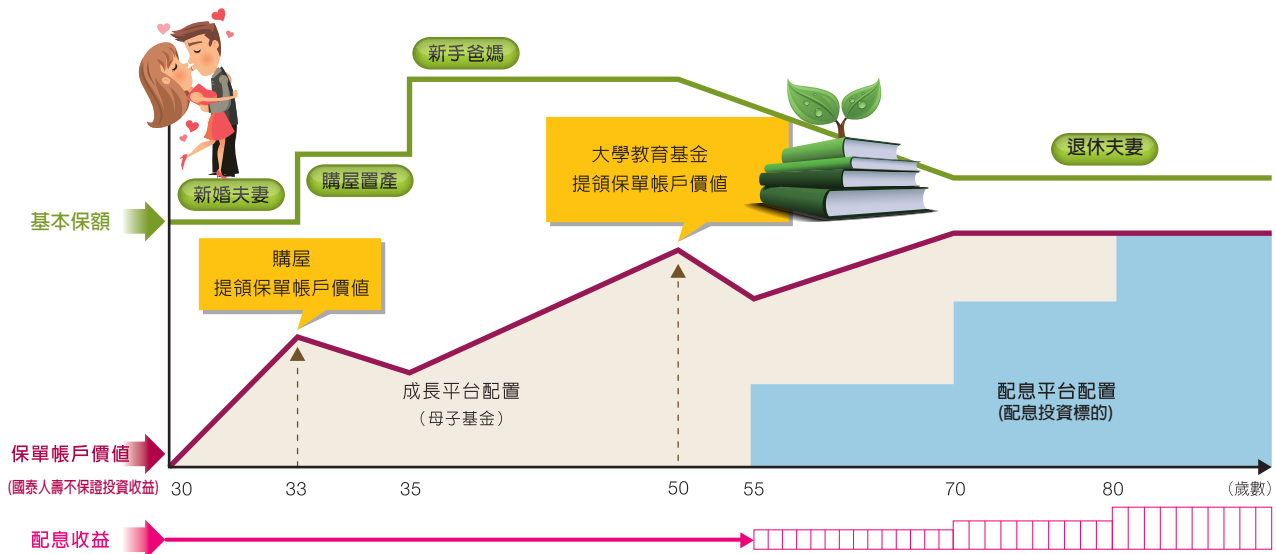 新手爸媽
大學教育基金
提領保單帳戶價值
退休夫妻
購屋置產
新婚夫妻
基本保額
購屋
提領保單帳戶價值
成長平台配置
（母子基金）
配息平台配置
(配息投資標的)
保單帳戶價值
(國泰人壽不保證投資收益)
30 33 35 50 55 70 80 （歲數）
配息收益